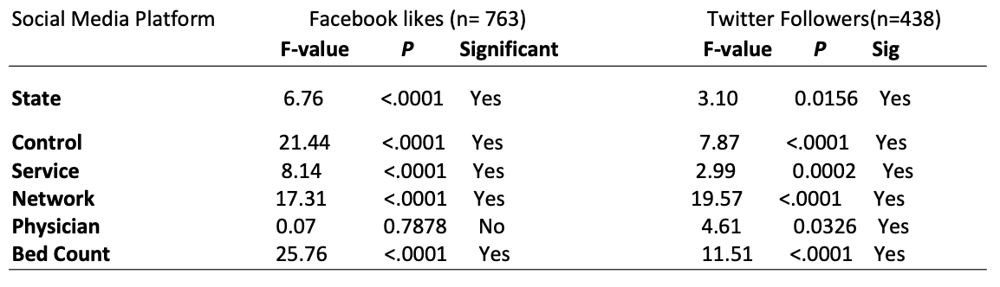 Social Media Platform Facebook likes (n= 763) Twitter Followers(n=438)
F-value P Significant F-value P Sig
State 6.76 <.0001 Yes 3.10 0.0156 Yes
Control 21.44 <.0001 Yes 7.87 <.0001 Yes
Service 8.14 <.0001 Yes 2.99 0.0002 Yes
Network 17.31 <.0001 Yes 19.57 <.0001 Yes
Physician 0.07 0.7878 No 4.61 0.0326 Yes
Bed Count 25.76 <.0001 Yes 11.51 <.0001 Yes